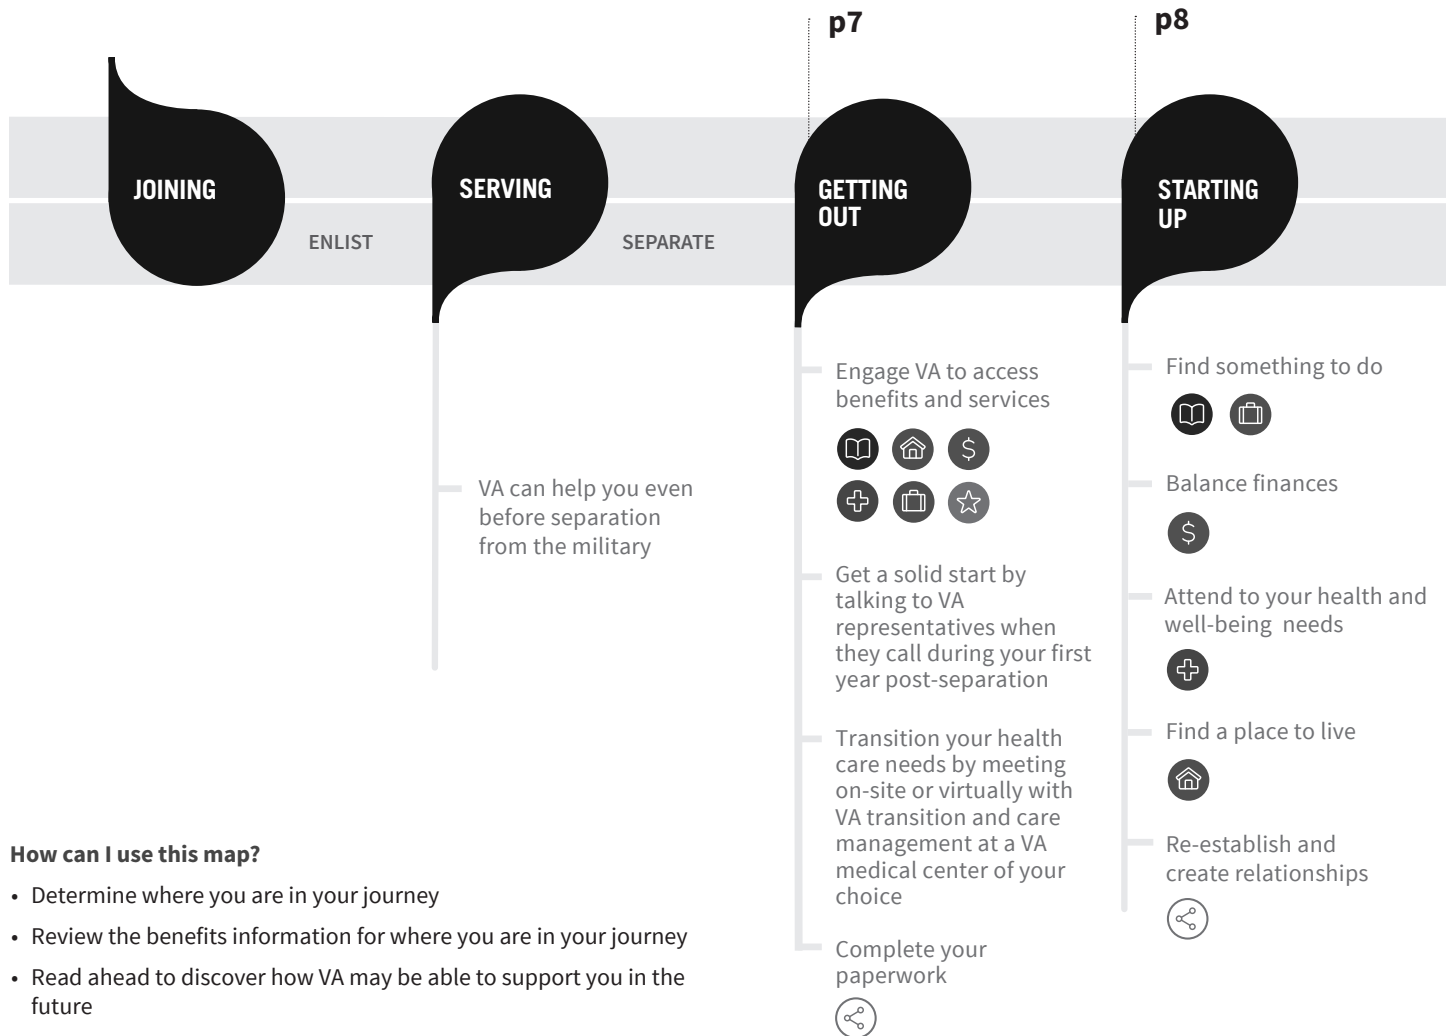 p7
p8
JOINING
ENLIST
SERVING
SEPARATE
GETTING
OUT
STARTING
UP
VA can help you even
before separation
from the military
Engage VA to access
benefits and services
$
Get a solid start by
talking to VA
representatives when
they call during your first
year post-separation
Transition your health
care needs by meeting
on-site or virtually with
VA transition and care
management at a VA
medical center of your
choice
Complete your
paperwork
Find something to do
Balance finances
$
Attend to your health and
well-being needs
Find a place to live
Re-establish and
create relationships
How can I use this map?
• Determine where you are in your journey
• Review the benefits information for where you are in your journey
• Read ahead to discover how VA may be able to support you in the
future